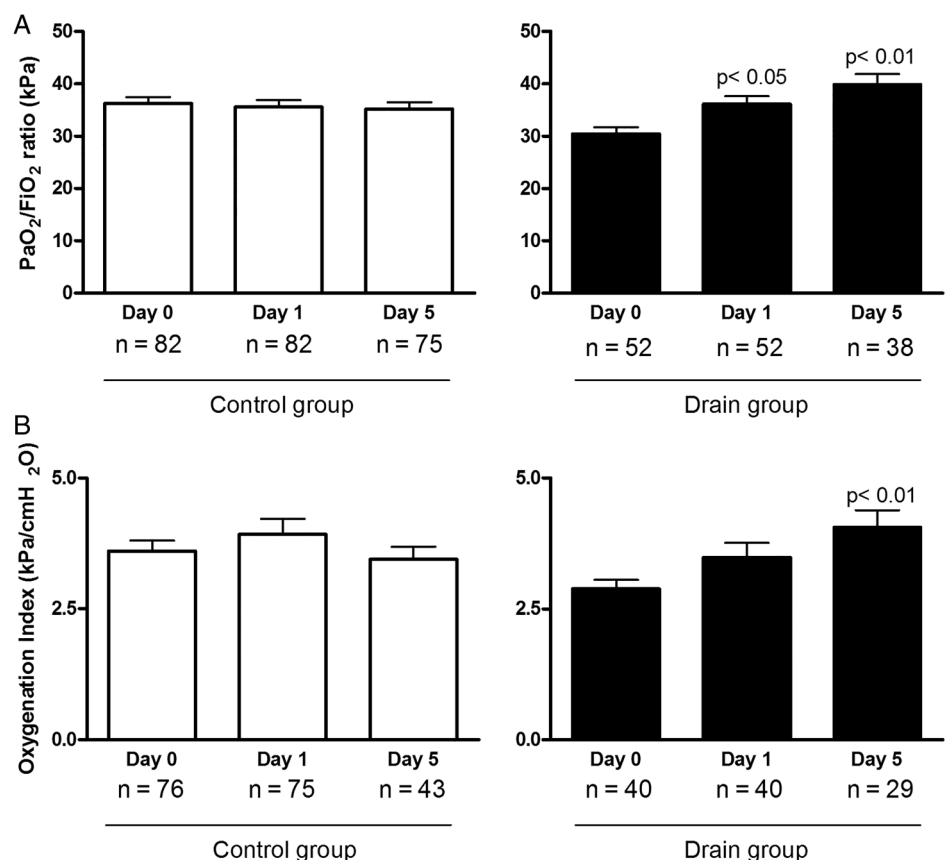 A
PaO2/FiO2 ratio (kPa)
50
40
30
20
10
0
Day 0 Day 1 Day 5
n = 82 n = 82 n = 75
Control group
50
40
30
20
10
0
p< 0.05
p< 0.01
Day 0 Day 1 Day 5
n = 52 n = 52 n = 38
Drain group
B
Oxygenation Index (kPa/cmH 2O)
5.0
2.5
0.0
Day 0 Day 1 Day 5
n = 76 n = 75 n = 43
Control group
5.0
2.5
0.0
p< 0.01
Day 0 Day 1 Day 5
n = 40 n = 40 n = 29
Drain group